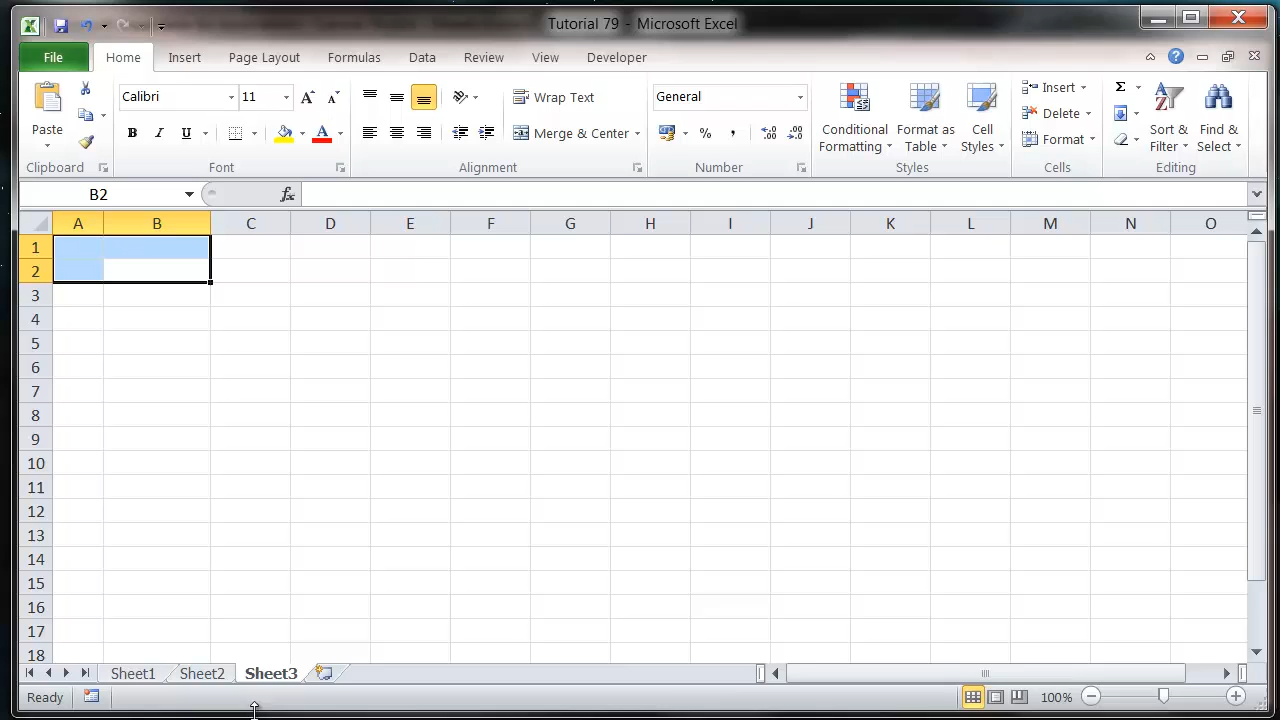 Tutorial 79 - Microsoft Excel
File Home Insert Page Layout Formulas Data Review View Developer
Calibri 11 Wrap Text General Insert Σ
Paste B I U A Merge & Center % , Conditional Formatting Format as Table Cell Styles Delete Format Sort & Filter Find & Select
Clipboard Font Alignment Number Styles Cells Editing
B2 fx
A B C D E F G H I J K L M N O
1
2
3
4
5
6
7
8
9
10
11
12
13
14
15
16
17
18
Sheet1 Sheet2 Sheet3
Ready 100%